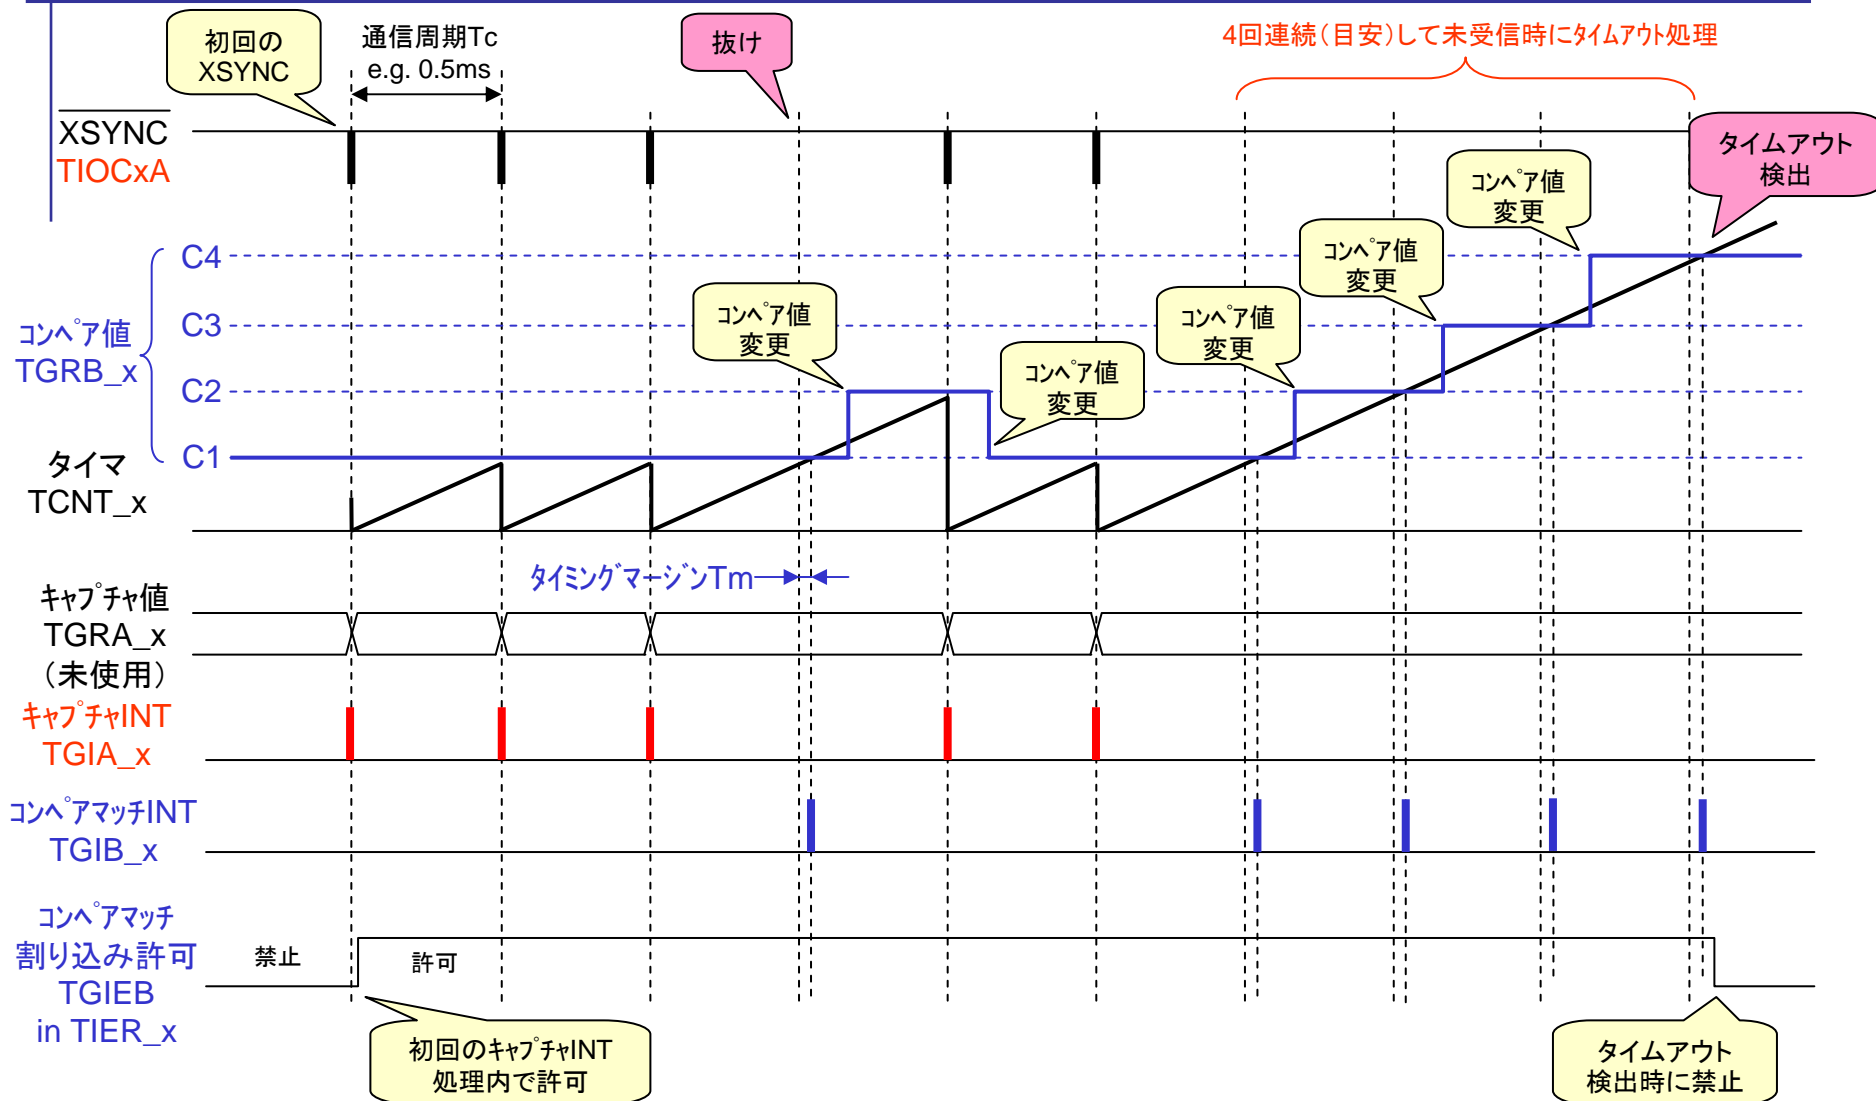 初回の
XSYNC
通信周期Tc
e.g. 0.5ms
抜け
4回連続（目安）して未受信時にﾀｲﾑｱｳﾄ処理
XSYNC
TIOCxA
タイムアウト
検出
ｺﾝﾍﾟｱ値
変更
C4
ｺﾝﾍﾟｱ値
変更
ｺﾝﾍﾟｱ値
変更
ｺﾝﾍﾟｱ値
変更
C3
ｺﾝﾍﾟｱ値
TGRB_x
ｺﾝﾍﾟｱ値
変更
C2
C1
タイマ
TCNT_x
ﾀｲﾐﾝｸﾞﾏｰｼﾞﾝTm
ｷｬﾌﾟﾁｬ値
TGRA_x
（未使用）
ｷｬﾌﾟﾁｬINT
TGIA_x
ｺﾝﾍﾟｱﾏｯﾁINT
TGIB_x
ｺﾝﾍﾟｱﾏｯﾁ
割り込み許可
TGIEB
in TIER_x
禁止
許可
初回のｷｬﾌﾟﾁｬINT
処理内で許可
タイムアウト
検出時に禁止